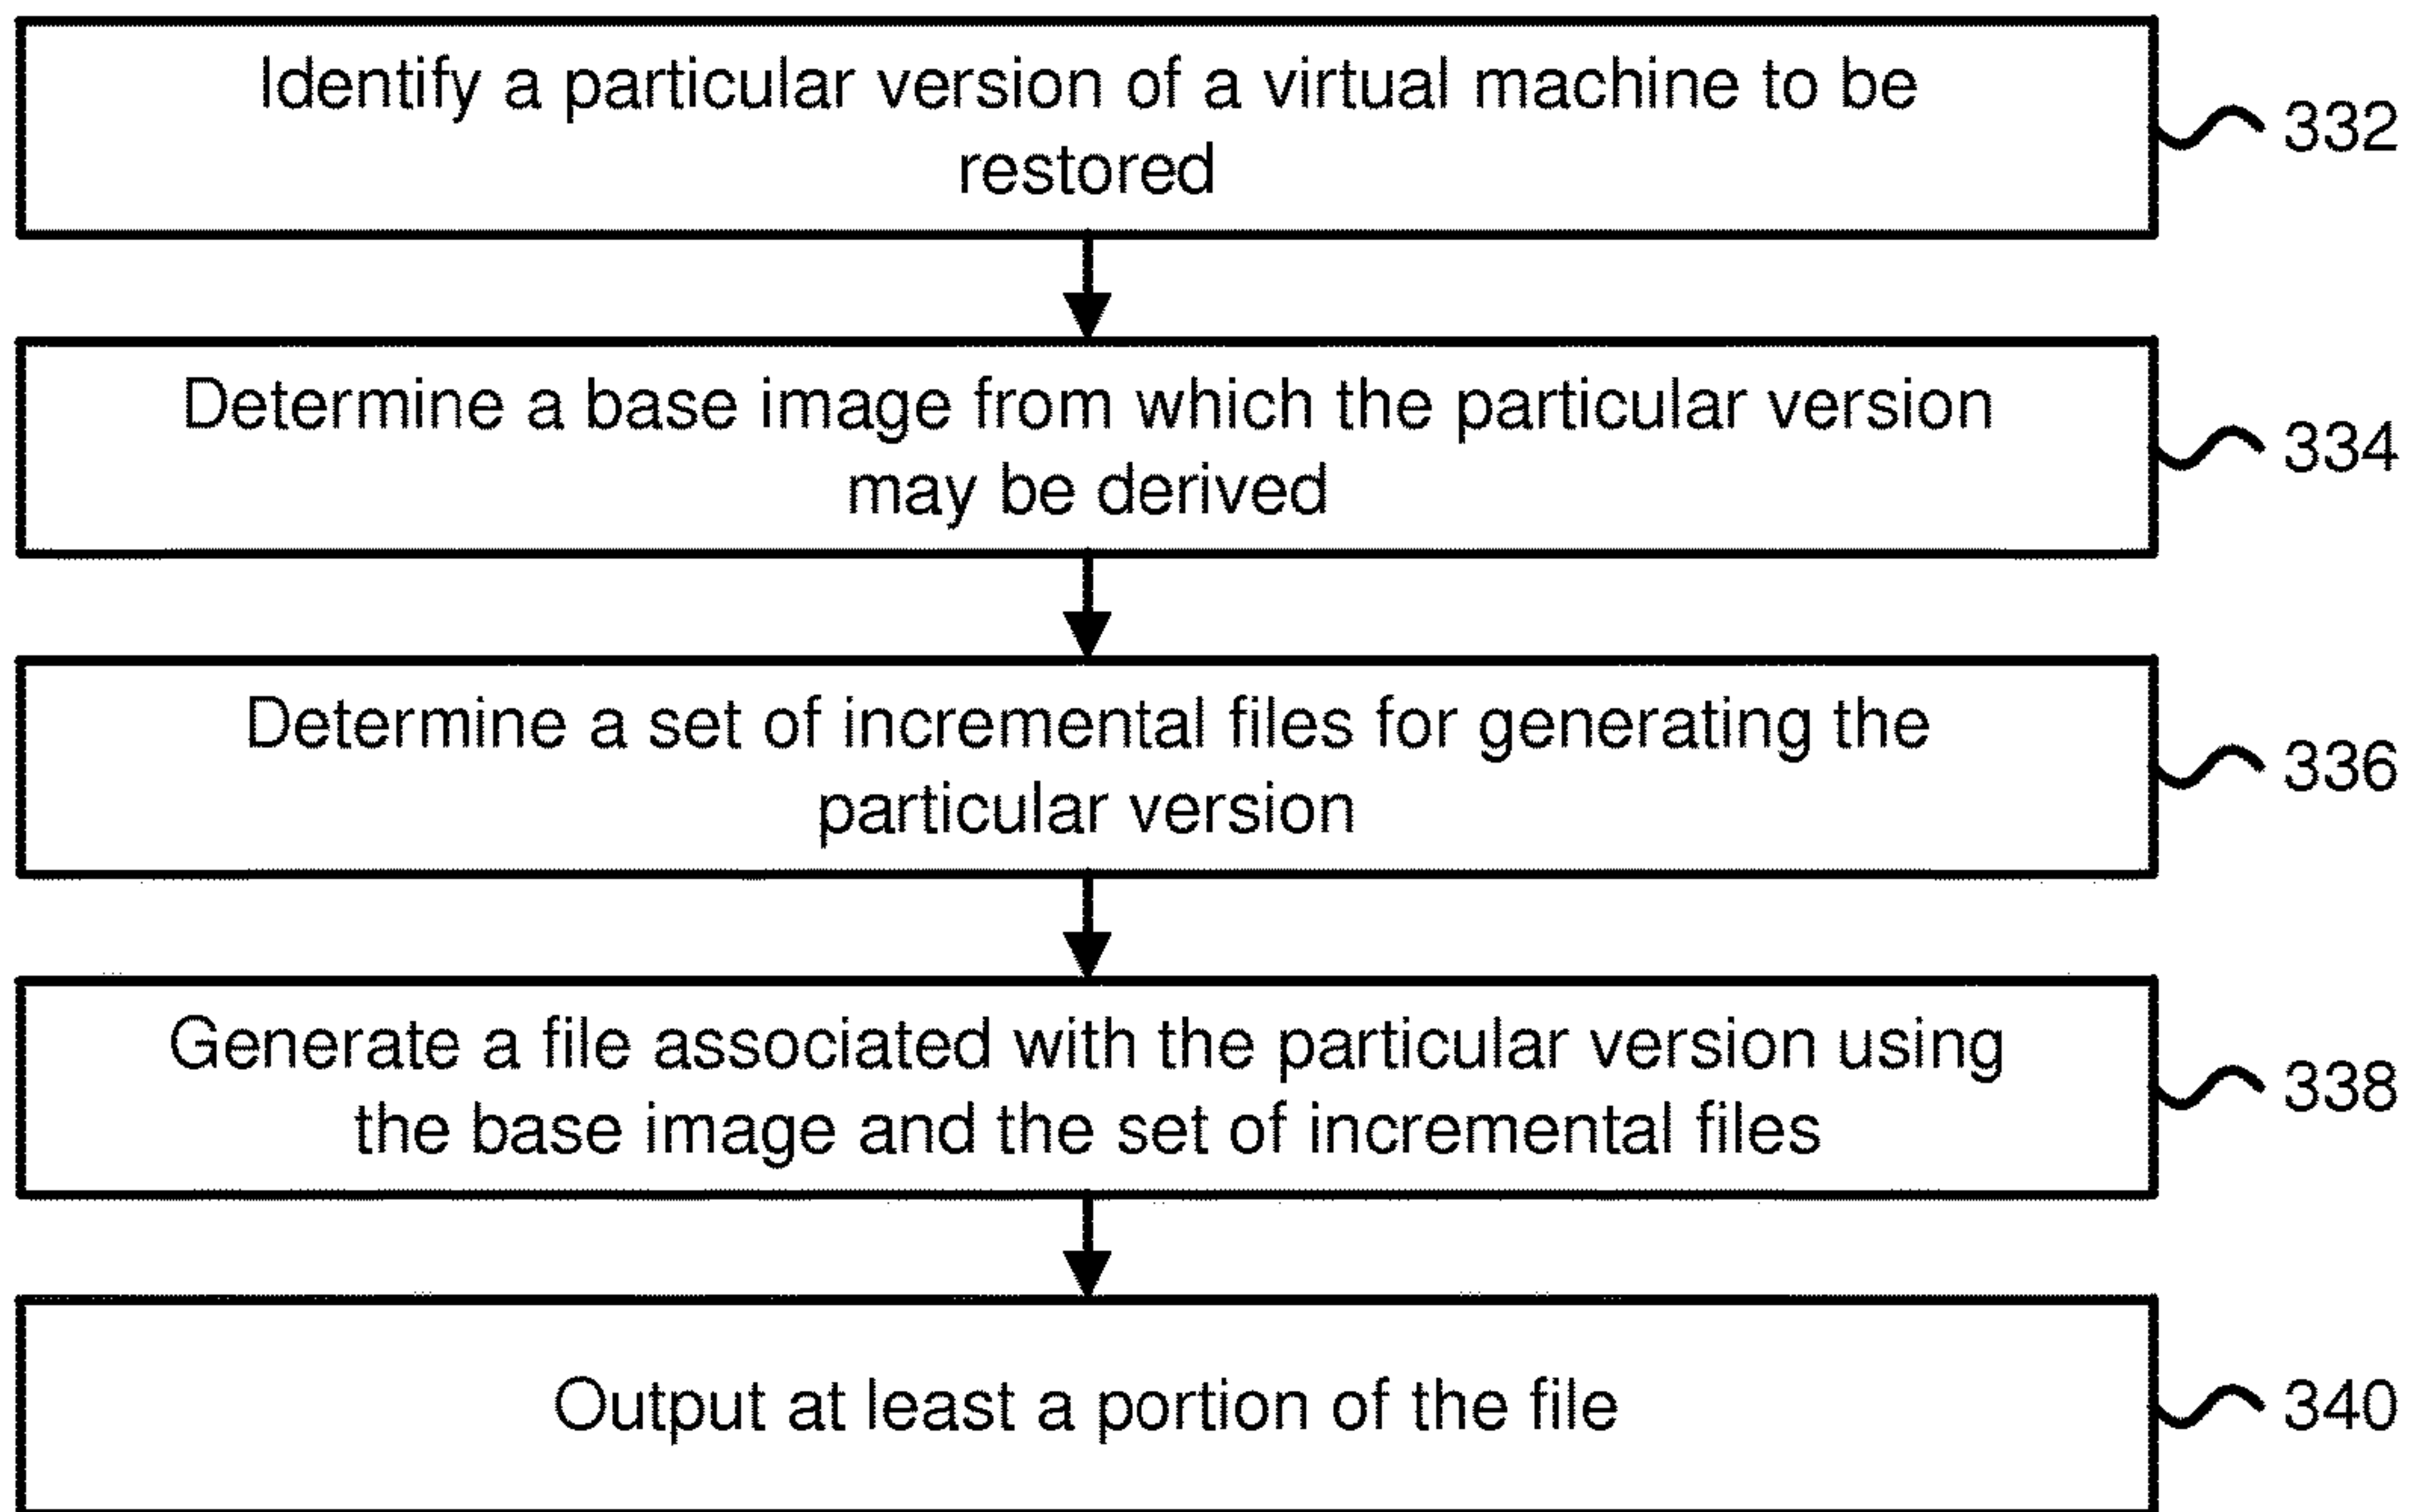 Identify a particular version of a virtual machine to be
restored
332
Determine a base image from which the particular version
may be derived
334
Determine a set of incremental files for generating the
particular version
336
Generate a file associated with the particular version using
the base image and the set of incremental files
338
Output at least a portion of the file
340